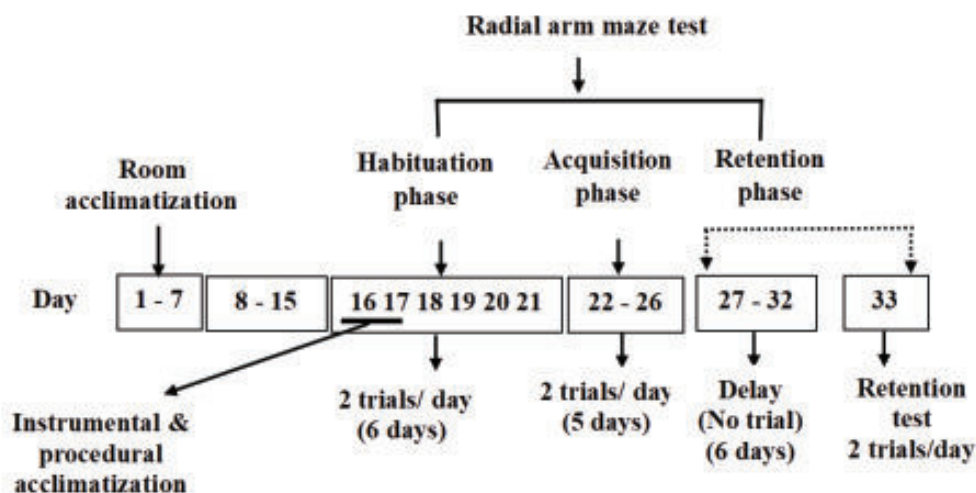 Radial arm maze test
Room
acclimatization
Habituation
phase
Acquisition
phase
Retention
phase
Day
1 - 7
8 - 15
16 17 18 19 20 21
22 - 26
27 - 32
33
Instrumental &
procedural
acclimatization
2 trials/ day
(6 days)
2 trials/ day
(5 days)
Delay
(No trial)
(6 days)
Retention
test
2 trials/day